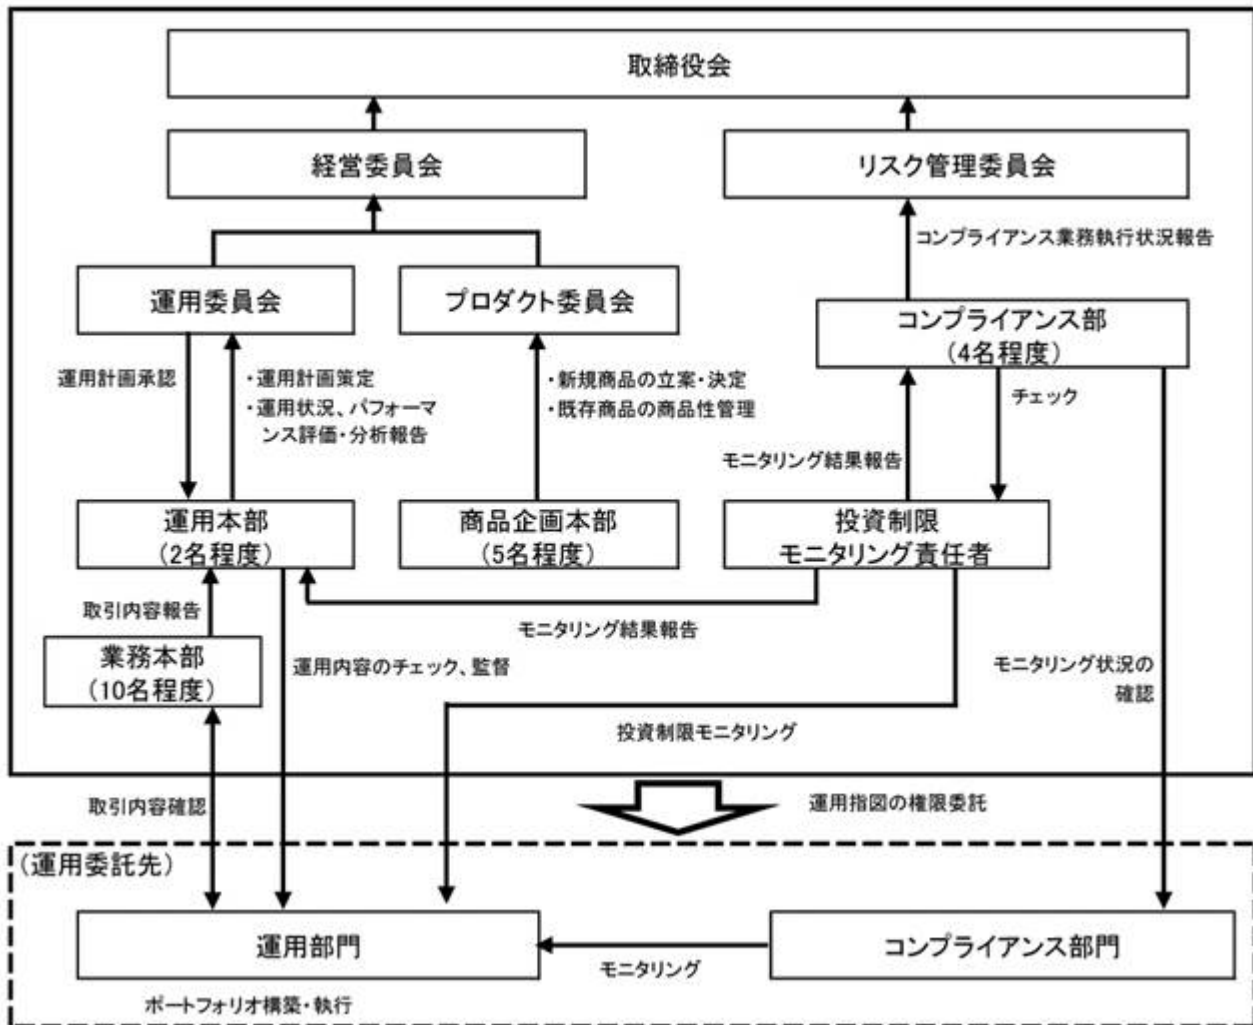 取締役会
経営委員会
リスク管理委員会
コンプライアンス業務執行状況報告
運用委員会
プロダクト委員会
コンプライアンス部
(4名程度)
運用計画承認
・運用計画策定
・運用状況、パフォーマ
ンス評価・分析報告
・新規商品の立案・決定
・既存商品の商品性管理
チェック
モニタリング結果報告
運用本部
(2名程度)
商品企画本部
(5名程度)
投資制限
モニタリング責任者
取引内容報告
モニタリング結果報告
業務本部
(10名程度)
運用内容のチェック、監督
モニタリング状況の
確認
投資制限モニタリング
取引内容確認
運用指図の権限委託
(運用委託先)
運用部門
コンプライアンス部門
モニタリング
ポートフォリオ構築・執行